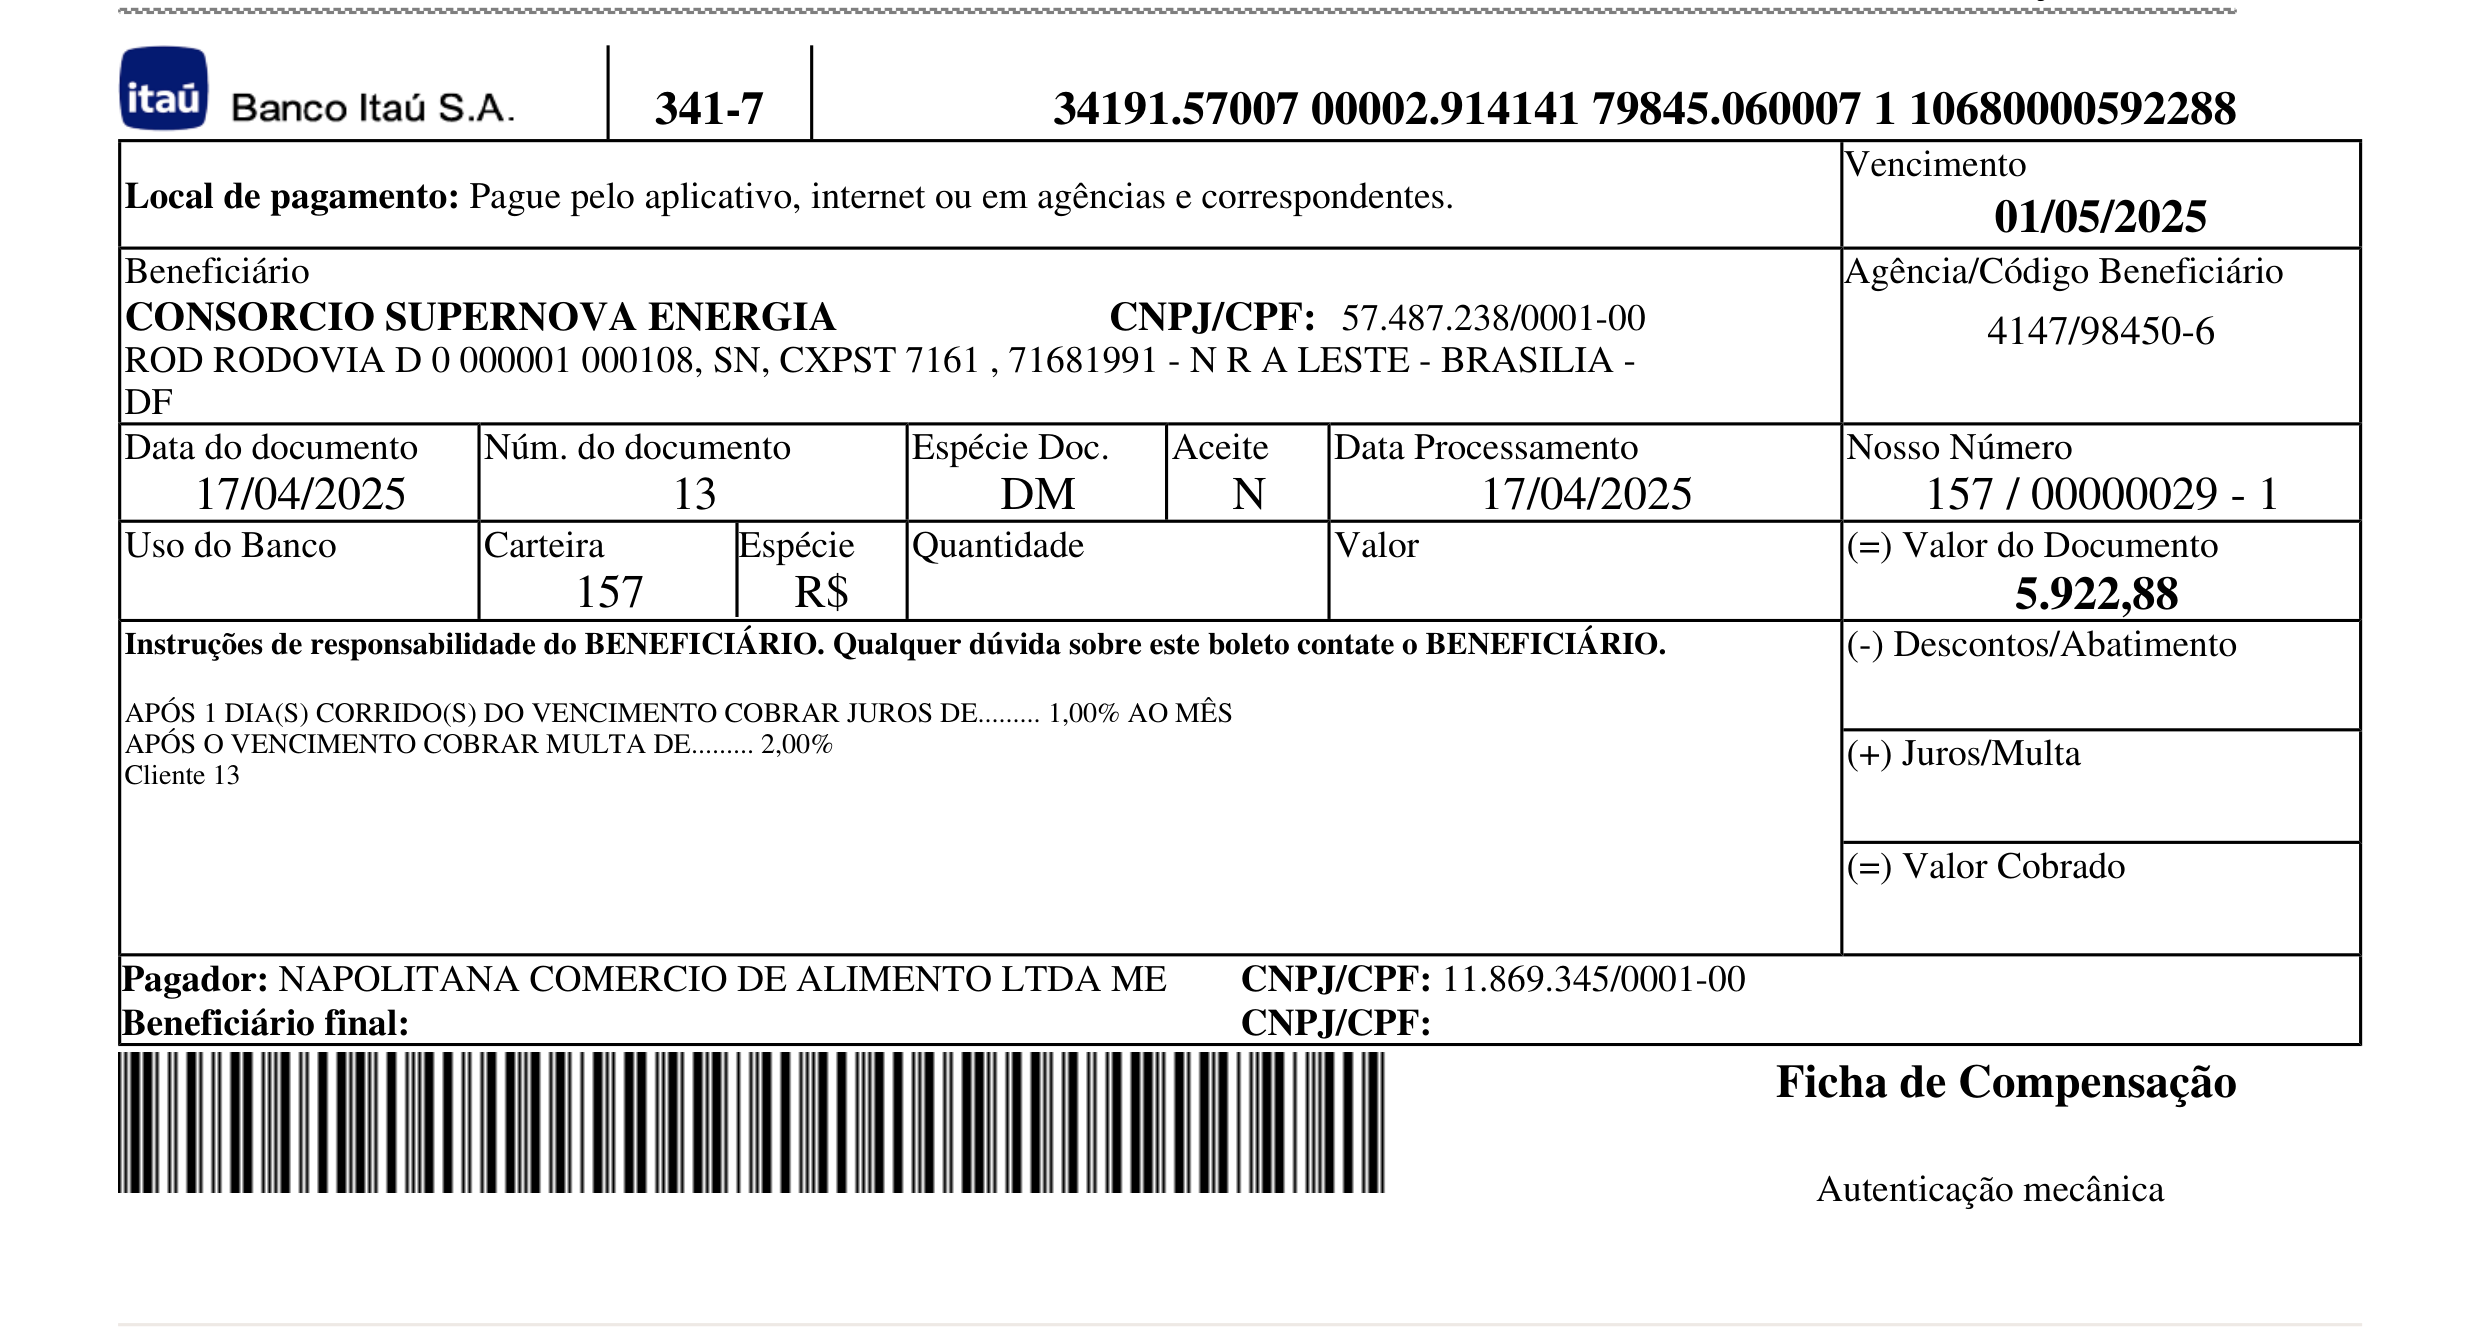 itaú Banco Itaú S.A. 341-7 34191.57007 00002.914141 79845.060007 1 10680000592288
Local de pagamento: Pague pelo aplicativo, internet ou em agências e correspondentes.
Vencimento
01/05/2025
Beneficiário
CONSORCIO SUPERNOVA ENERGIA CNPJ/CPF: 57.487.238/0001-00
ROD RODOVIA D 0 000001 000108, SN, CXPST 7161 , 71681991 - N R A LESTE - BRASILIA -
DF
Agência/Código Beneficiário
4147/98450-6
Data do documento Núm. do documento Espécie Doc. Aceite Data Processamento Nosso Número
17/04/2025 13 DM N 17/04/2025 157 / 00000029 - 1
Uso do Banco Carteira Espécie Quantidade Valor (=) Valor do Documento
157 R$ 5.922,88
Instruções de responsabilidade do BENEFICIÁRIO. Qualquer dúvida sobre este boleto contate o BENEFICIÁRIO.
APÓS 1 DIA(S) CORRIDO(S) DO VENCIMENTO COBRAR JUROS DE......... 1,00% AO MÊS
APÓS O VENCIMENTO COBRAR MULTA DE......... 2,00%
Cliente 13
(-) Descontos/Abatimento
(+) Juros/Multa
(=) Valor Cobrado
Pagador: NAPOLITANA COMERCIO DE ALIMENTO LTDA ME CNPJ/CPF: 11.869.345/0001-00
Beneficiário final: CNPJ/CPF:
Ficha de Compensação
Autenticação mecânica